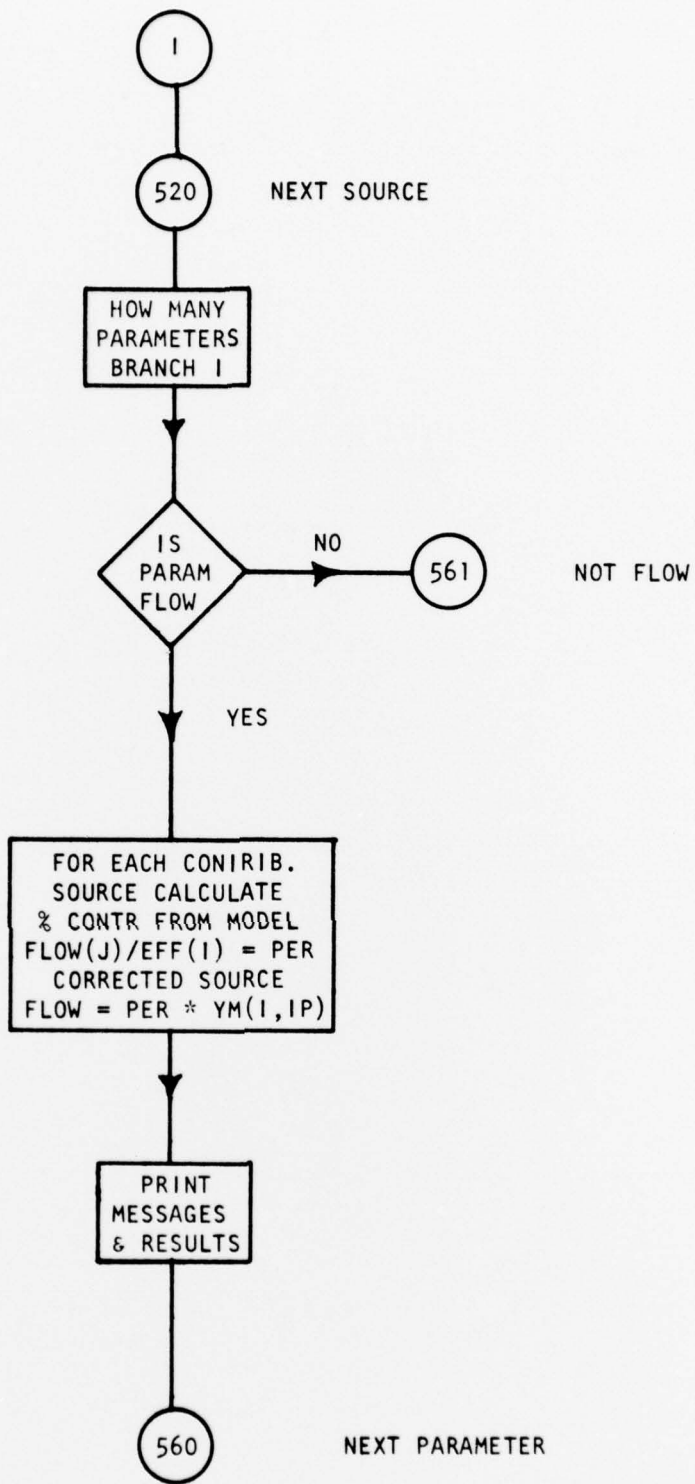 I
520 NEXT SOURCE
HOW MANY
PARAMETERS
BRANCH I
IS
PARAM
FLOW
NO
561 NOT FLOW
YES
FOR EACH CONIRIB.
SOURCE CALCULATE
% CONTR FROM MODEL
FLOW(J)/EFF(I) = PER
CORRECTED SOURCE
FLOW = PER * YM(I,IP)
PRINT
MESSAGES
& RESULTS
560 NEXT PARAMETER